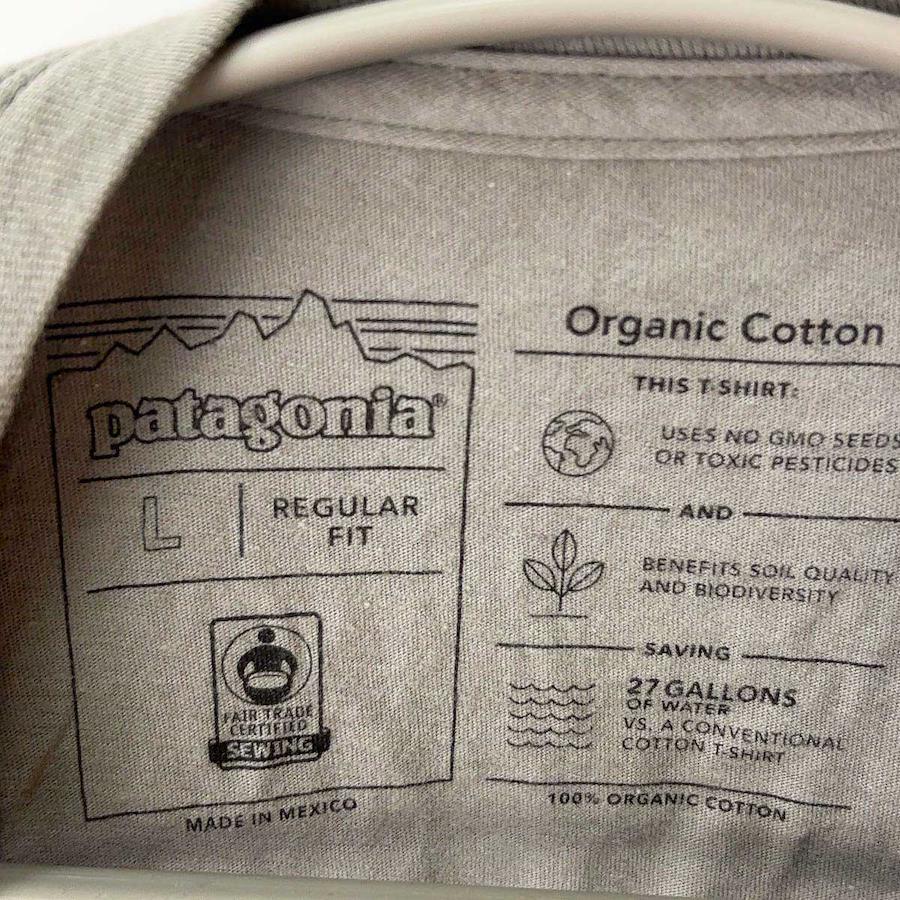 patagonia®
L
REGULAR
FIT
FAIR TRADE
CERTIFIED
SEWING
MADE IN MEXICO
Organic Cotton
THIS T-SHIRT:
USES NO GMO SEEDS
OR TOXIC PESTICIDES
AND
BENEFITS SOIL QUALITY
AND BIODIVERSITY
SAVING
27 GALLONS
OF WATER
VS. A CONVENTIONAL
COTTON T-SHIRT
100% ORGANIC COTTON